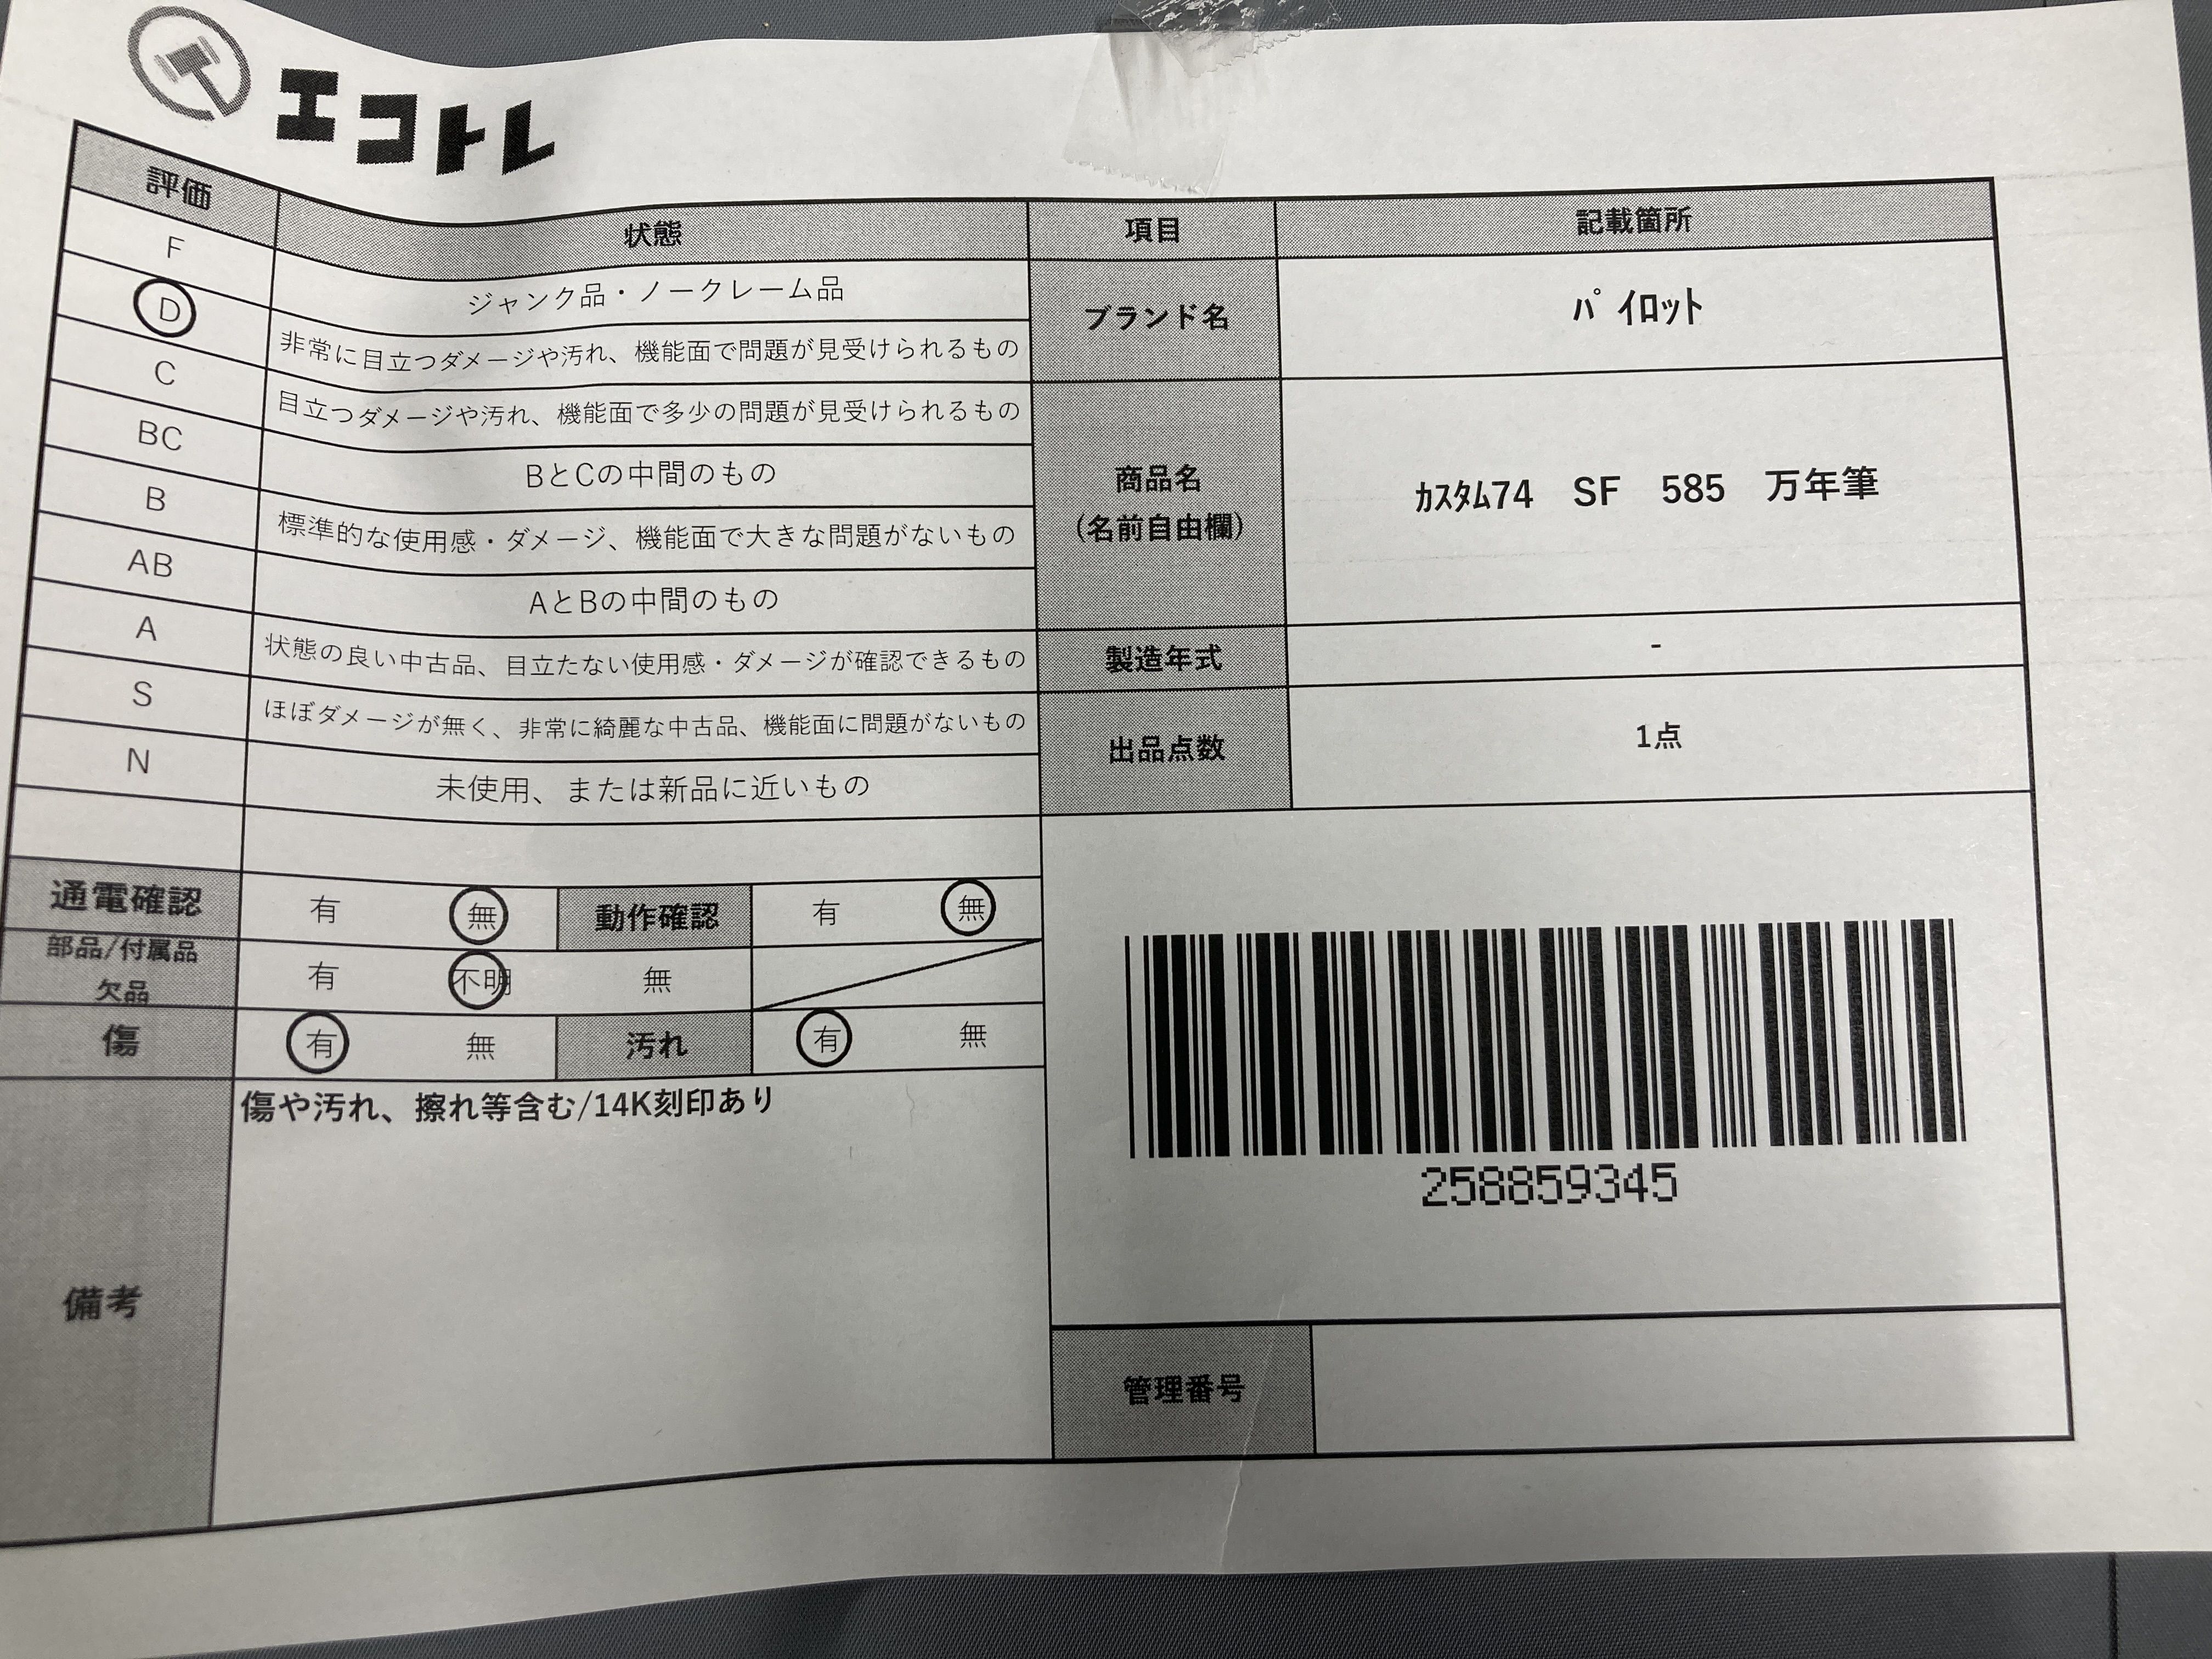 エコトレ
評価 状態
F ジャンク品・ノークレーム品
D 非常に目立つダメージや汚れ、機能面で問題が見受けられるもの
C 目立つダメージや汚れ、機能面で多少の問題が見受けられるもの
BC BとCの中間のもの
B 標準的な使用感・ダメージ、機能面で大きな問題がないもの
AB AとBの中間のもの
A 状態の良い中古品、目立たない使用感・ダメージが確認できるもの
S ほぼダメージが無く、非常に綺麗な中古品、機能面に問題がないもの
N 未使用、または新品に近いもの
通電確認 有 無 動作確認 有 無
部品/付属品
欠品 有 不明 無
傷 有 無 汚れ 有 無
備考 傷や汚れ、擦れ等含む/14K刻印あり
項目 記載箇所
ブランド名 パイロット
商品名
(名前自由欄) カスタム74 SF 585 万年筆
製造年式 -
出品点数 1点
258859345
管理番号